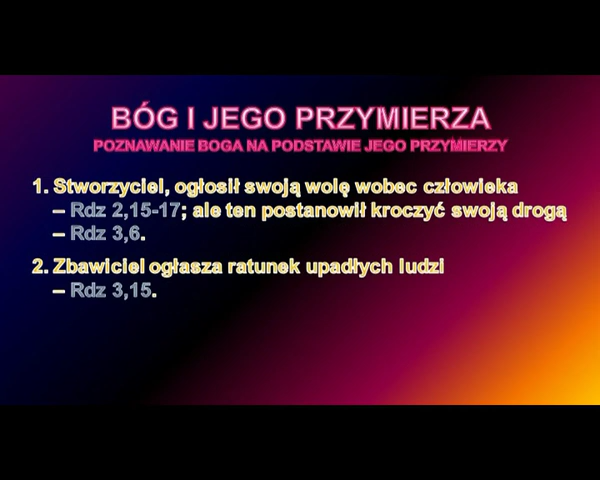 BÓG I JEGO PRZYMIERZA
POZNAWANIE BOGA NA PODSTAWIE JEGO PRZYMIERZY
1. Stworzyciel, ogłosił swoją wolę wobec człowieka
– Rdz 2,15-17; ale ten postanowił kroczyć swoją drogą
– Rdz 3,6.
2. Zbawiciel ogłasza ratunek upadłych ludzi
– Rdz 3,15.